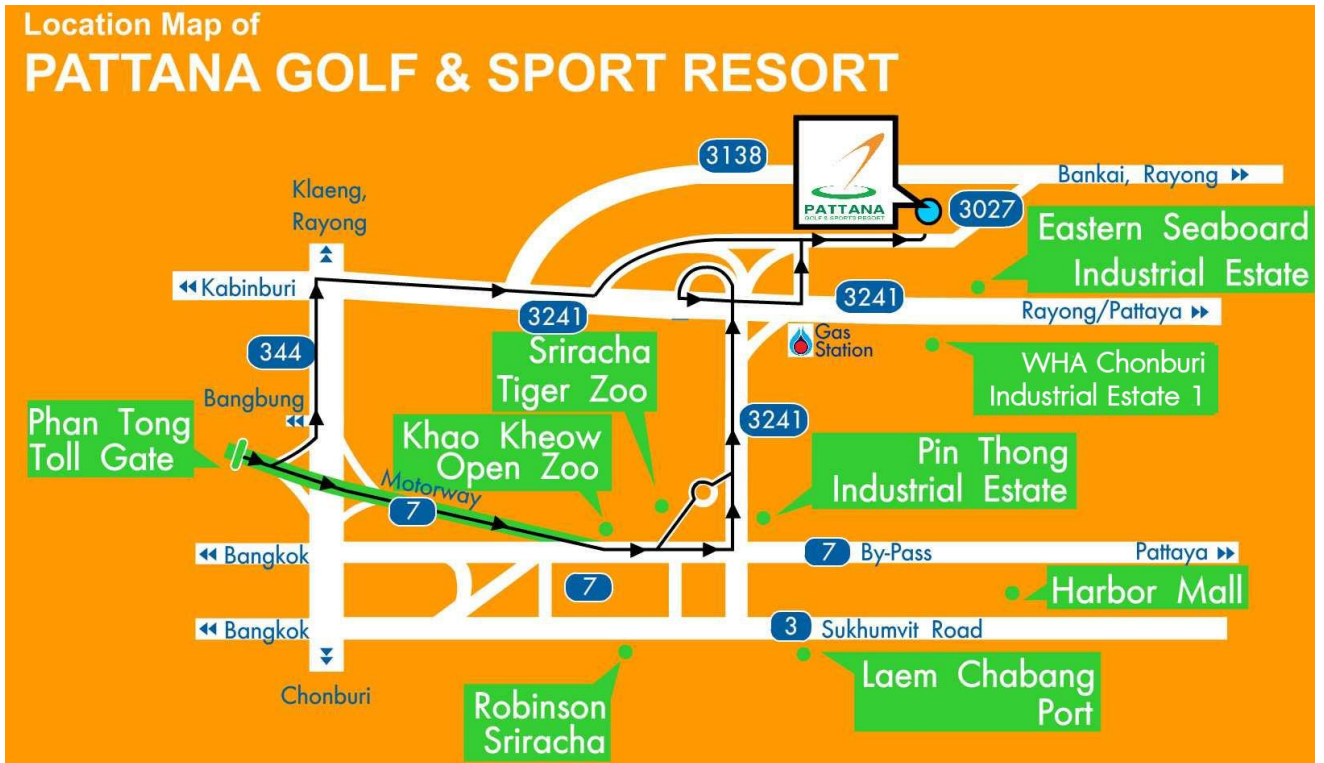 Location Map of
PATTANA GOLF & SPORT RESORT
3138
Klaeng,
Rayong
PATTANA
GOLF & SPORTS RESORT
Bankai, Rayong
3027
Eastern Seaboard
Industrial Estate
Kabinburi
3241
3241
Rayong/Pattaya
344
Gas
Station
Sriracha
Tiger Zoo
WHA Chonburi
Industrial Estate 1
Bangbung
Phan Tong
Toll Gate
Khao Kheow
Open Zoo
3241
Pin Thong
Industrial Estate
Motorway
7
Bangkok
7
By-Pass
Pattaya
7
Harbor Mall
Bangkok
3
Sukhumvit Road
Chonburi
Robinson
Sriracha
Laem Chabang
Port